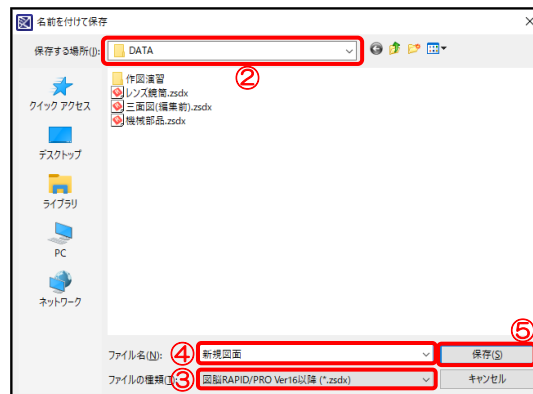 名前を付けて保存
保存する場所(I):
DATA
②
クイック アクセス
デスクトップ
ライブラリ
PC
ネットワーク
作図演習
レンズ鏡筒.zsdx
三面図(編集前).zsdx
機械部品.zsdx
⑤
ファイル名(N):
④
新規図面
保存(S)
ファイルの種類(T):
③
図脳RAPID/PRO Ver16以降 (*.zsdx)
キャンセル